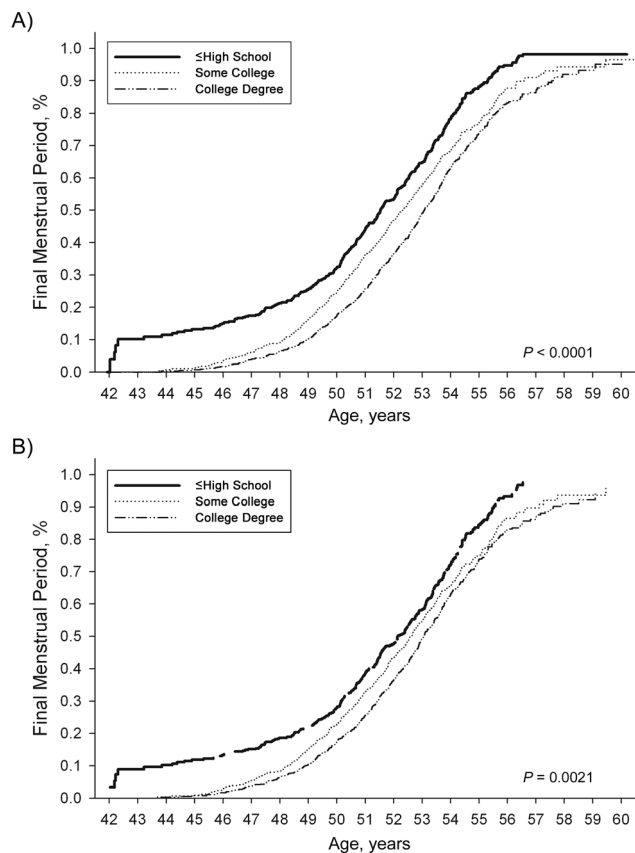 A)
≤High School
Some College
College Degree
Final Menstrual Period, %
1.0
0.9
0.8
0.7
0.6
0.5
0.4
0.3
0.2
0.1
0.0
P < 0.0001
42 43 44 45 46 47 48 49 50 51 52 53 54 55 56 57 58 59 60
Age, years
B)
≤High School
Some College
College Degree
Final Menstrual Period, %
1.0
0.9
0.8
0.7
0.6
0.5
0.4
0.3
0.2
0.1
0.0
P = 0.0021
42 43 44 45 46 47 48 49 50 51 52 53 54 55 56 57 58 59 60
Age, years